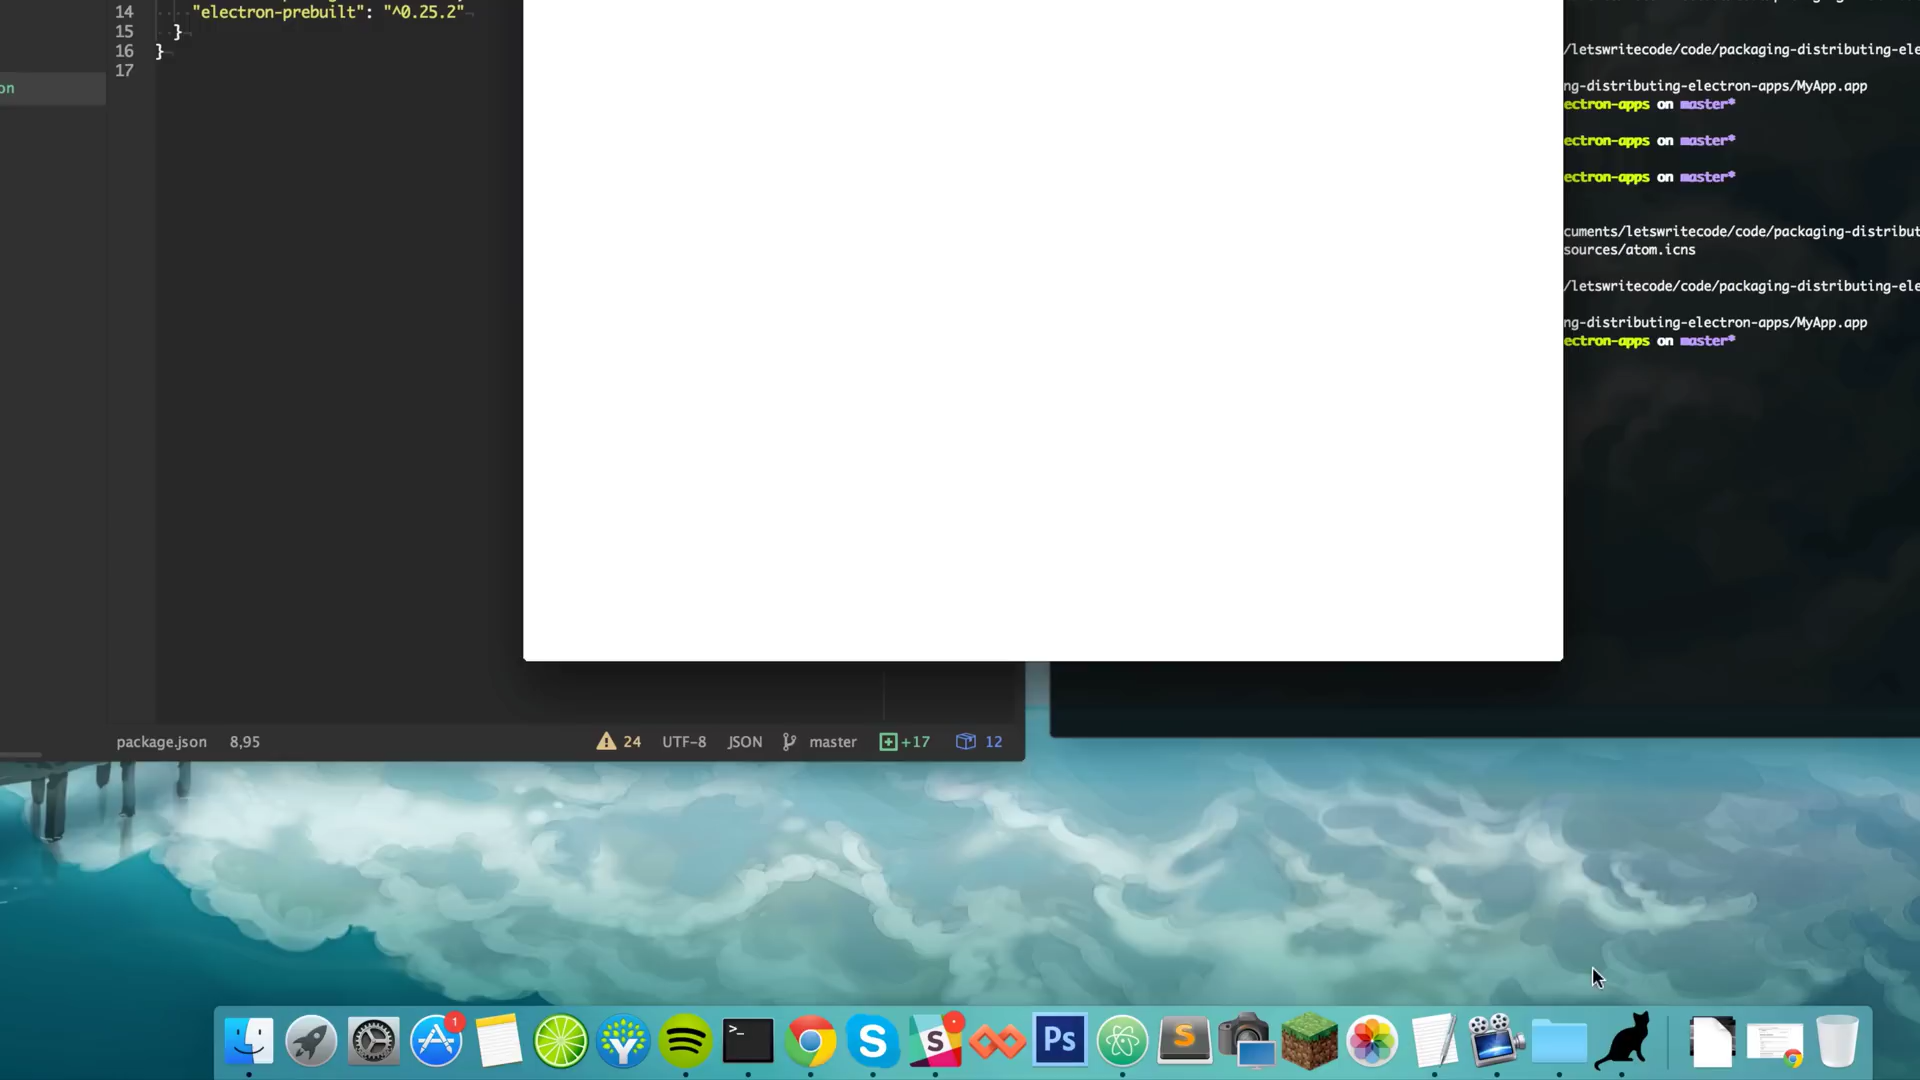 14 "electron-prebuilt": "^0.25.2"
15 }
16 }
17
on
/letswritecode/code/packaging-distributing-ele
ng-distributing-electron-apps/MyApp.app
ectron-apps on master*
ectron-apps on master*
ectron-apps on master*
cuments/letswritecode/code/packaging-distribut
sources/atom.icns
/letswritecode/code/packaging-distributing-ele
ng-distributing-electron-apps/MyApp.app
ectron-apps on master*
package.json 8,95 24 UTF-8 JSON master +17 12
1
>_
S
S
Ps
S